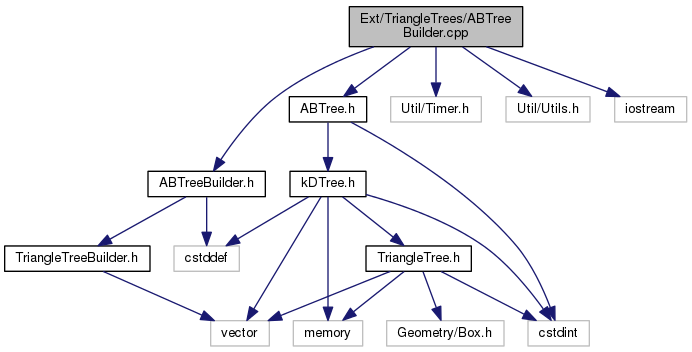 Ext/TriangleTrees/ABTree
Builder.cpp
ABTree.h
Util/Timer.h
Util/Utils.h
iostream
ABTreeBuilder.h
kDTree.h
TriangleTreeBuilder.h
cstddef
TriangleTree.h
vector
memory
Geometry/Box.h
cstdint